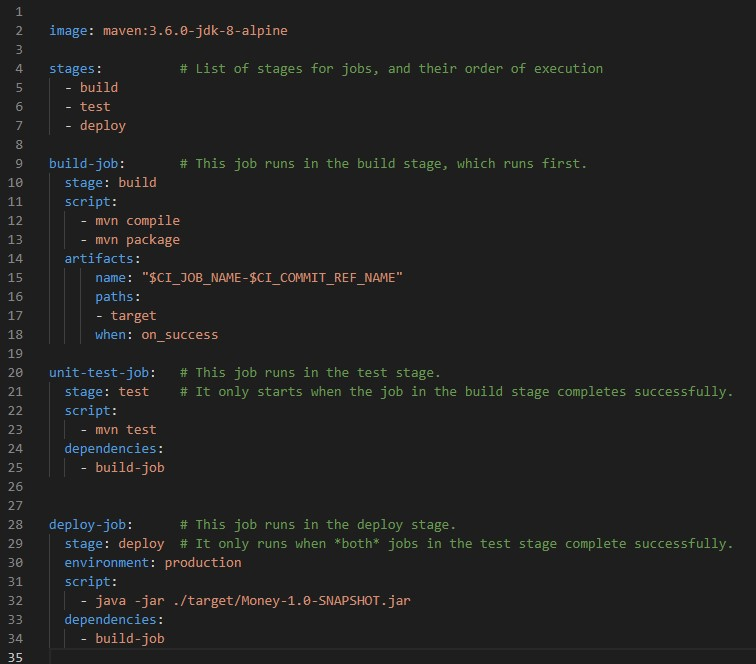 1
2 image: maven:3.6.0-jdk-8-alpine
3
4 stages:          # List of stages for jobs, and their order of execution
5   - build
6   - test
7   - deploy
8
9 build-job:       # This job runs in the build stage, which runs first.
10   stage: build
11   script:
12     - mvn compile
13     - mvn package
14   artifacts:
15       name: "$CI_JOB_NAME-$CI_COMMIT_REF_NAME"
16       paths:
17       - target
18       when: on_success
19
20 unit-test-job:   # This job runs in the test stage.
21   stage: test    # It only starts when the job in the build stage completes successfully.
22   script:
23     - mvn test
24   dependencies:
25     - build-job
26
27
28 deploy-job:      # This job runs in the deploy stage.
29   stage: deploy  # It only runs when *both* jobs in the test stage complete successfully.
30   environment: production
31   script:
32     - java -jar ./target/Money-1.0-SNAPSHOT.jar
33   dependencies:
34     - build-job
35